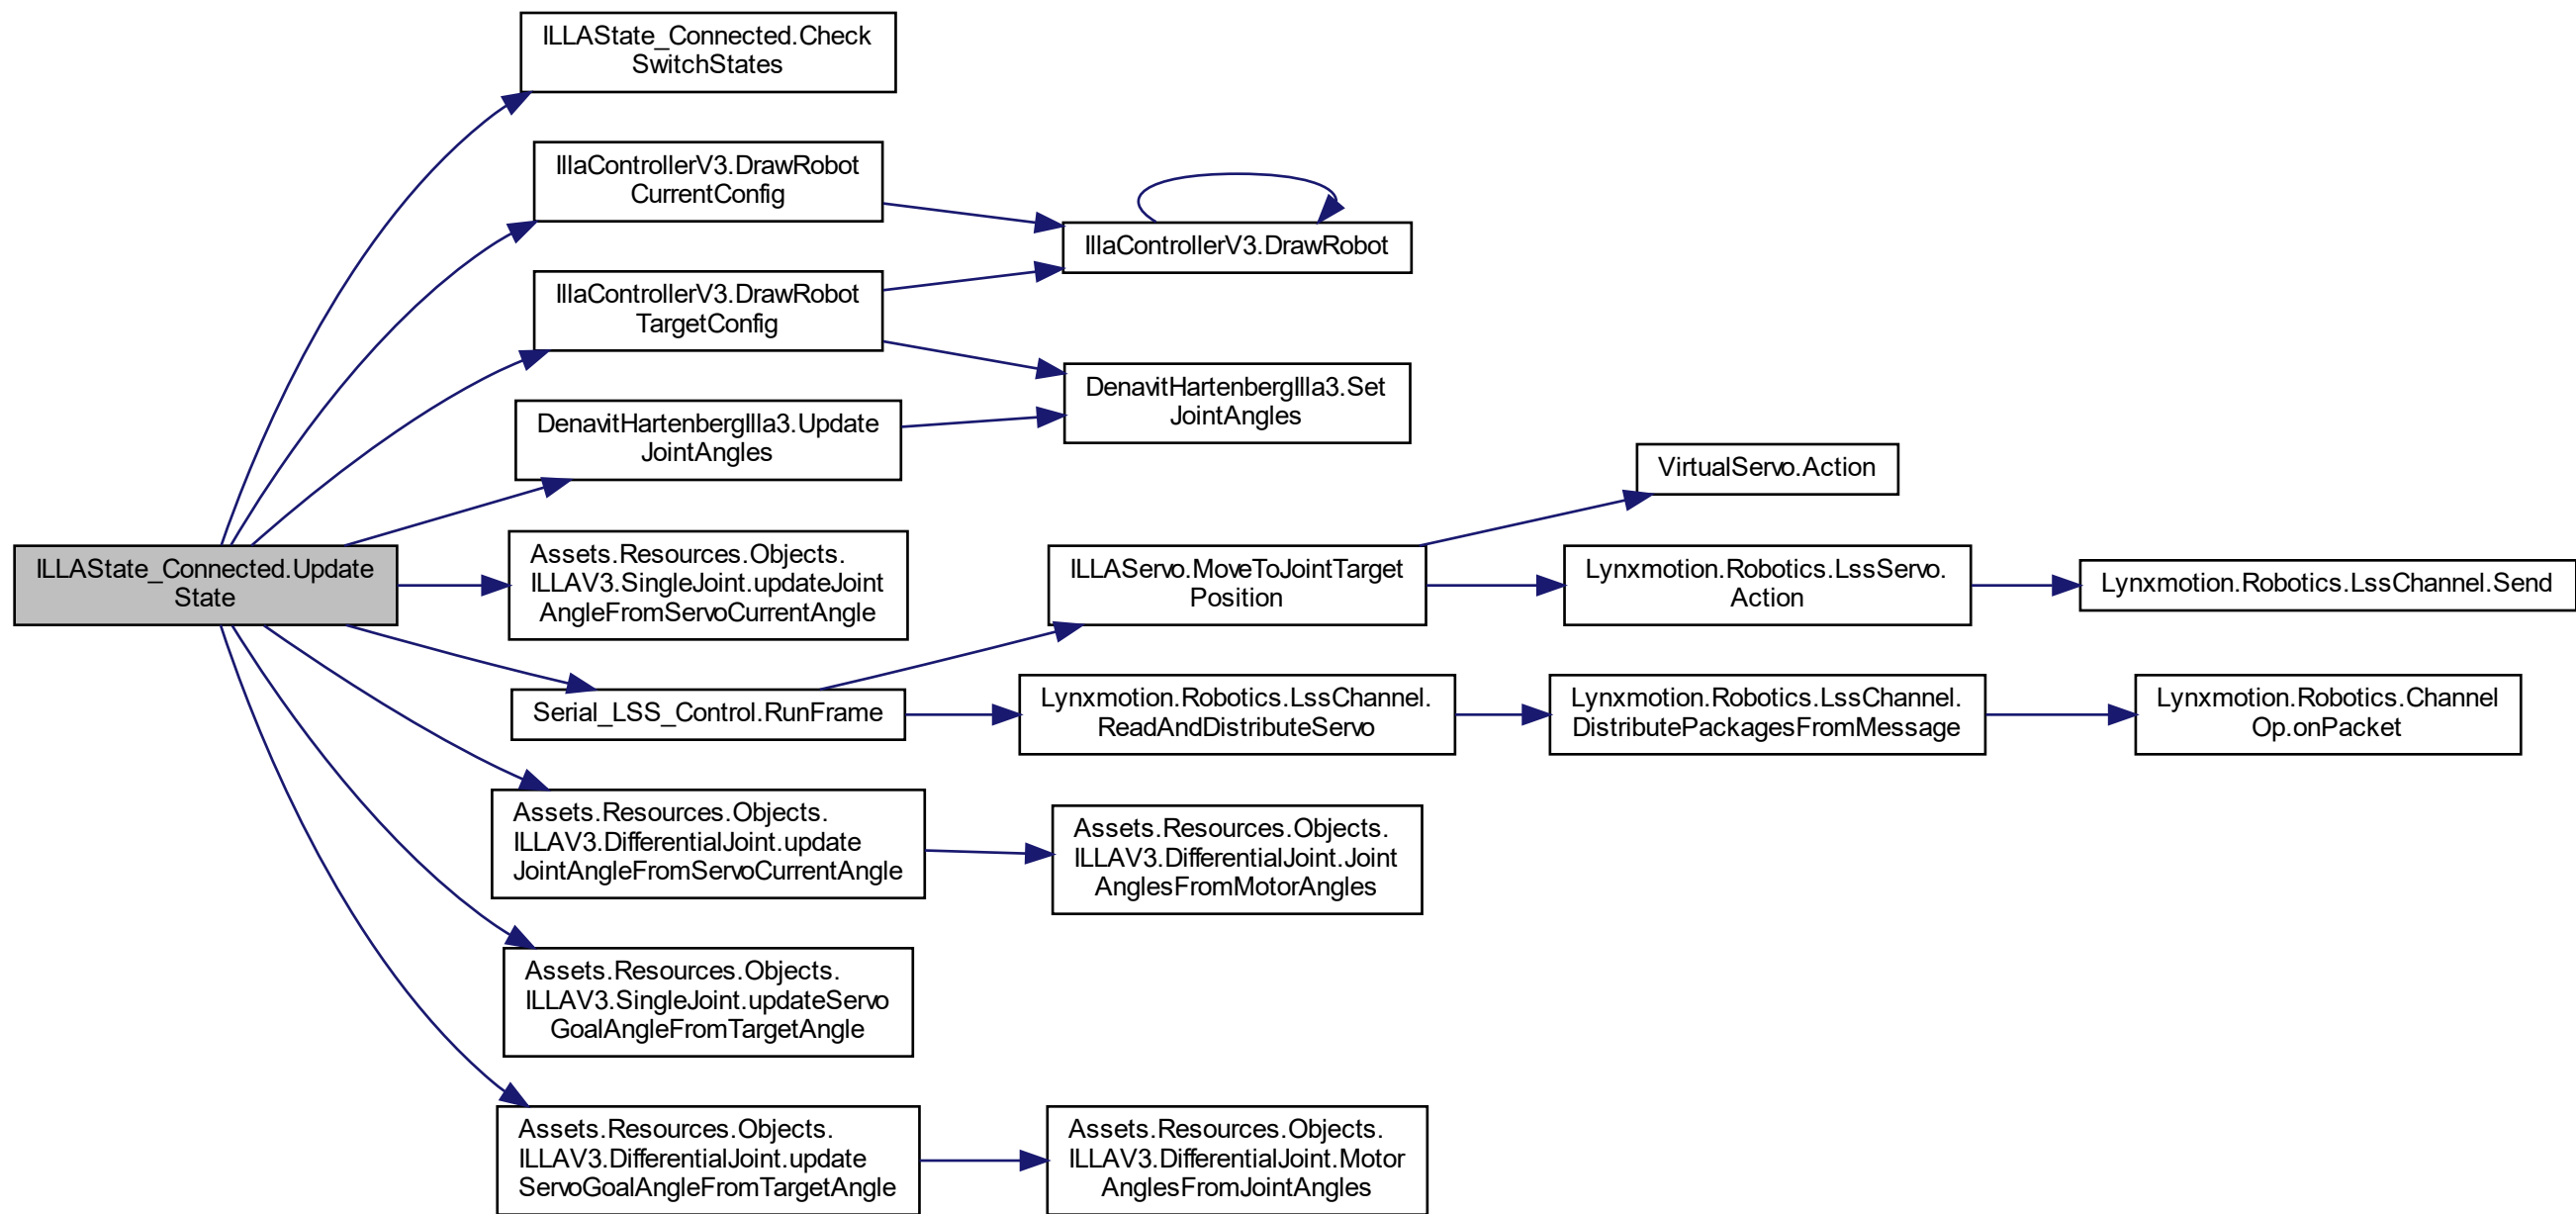 ILLAState_Connected.Check
SwitchStates
IllaControllerV3.DrawRobot
CurrentConfig
IllaControllerV3.DrawRobot
IllaControllerV3.DrawRobot
TargetConfig
DenavitHartenbergIlla3.Set
JointAngles
DenavitHartenbergIlla3.Update
JointAngles
VirtualServo.Action
ILLAState_Connected.Update
State
Assets.Resources.Objects.
ILLAV3.SingleJoint.updateJoint
AngleFromServoCurrentAngle
ILLAServo.MoveToJointTarget
Position
Lynxmotion.Robotics.LssServo.
Action
Lynxmotion.Robotics.LssChannel.Send
Serial_LSS_Control.RunFrame
Lynxmotion.Robotics.LssChannel.
ReadAndDistributeServo
Lynxmotion.Robotics.LssChannel.
DistributePackagesFromMessage
Lynxmotion.Robotics.Channel
Op.onPacket
Assets.Resources.Objects.
ILLAV3.DifferentialJoint.update
JointAngleFromServoCurrentAngle
Assets.Resources.Objects.
ILLAV3.DifferentialJoint.Joint
AnglesFromMotorAngles
Assets.Resources.Objects.
ILLAV3.SingleJoint.updateServo
GoalAngleFromTargetAngle
Assets.Resources.Objects.
ILLAV3.DifferentialJoint.update
ServoGoalAngleFromTargetAngle
Assets.Resources.Objects.
ILLAV3.DifferentialJoint.Motor
AnglesFromJointAngles